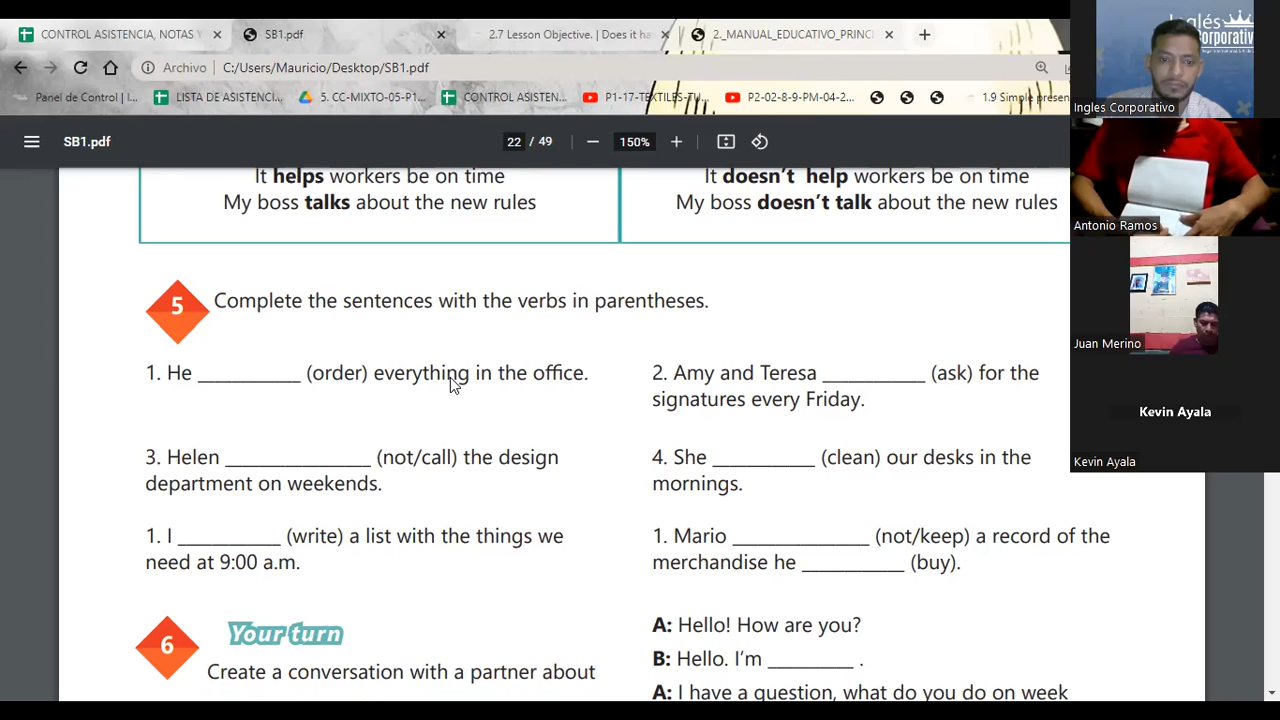 CONTROL ASISTENCIA, NOTAS Y
SB1.pdf
2.7 Lesson Objective. | Does it ha
2._MANUAL_EDUCATIVO_PRINCI
Archivo
C:/Users/Mauricio/Desktop/SB1.pdf
Panel de Control | I...
LISTA DE ASISTENCI...
5. CC-MIXTO-05-P1...
CONTROL ASISTEN...
P1-17-TEXTILES-TU...
P2-02-8-9-PM-04-2...
1.9 Simple presen
SB1.pdf
22 / 49
150%
It helps workers be on time
My boss talks about the new rules
It doesn't help workers be on time
My boss doesn't talk about the new rules
5 Complete the sentences with the verbs in parentheses.
1. He __________ (order) everything in the office.
2. Amy and Teresa __________ (ask) for the
signatures every Friday.
3. Helen ______________ (not/call) the design
department on weekends.
4. She __________ (clean) our desks in the
mornings.
1. I __________ (write) a list with the things we
need at 9:00 a.m.
1. Mario _____________ (not/keep) a record of the
merchandise he __________ (buy).
6 Your turn
Create a conversation with a partner about
A: Hello! How are you?
B: Hello. I'm ________ .
A: I have a question, what do you do on week
Inglés
Corporativo
Ingles Corporativo
Antonio Ramos
Juan Merino
Kevin Ayala
Kevin Ayala